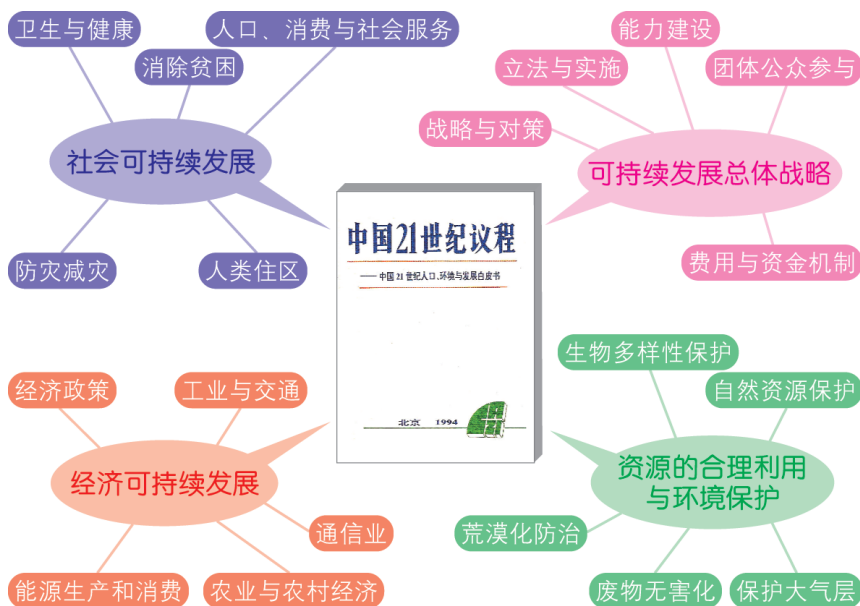 卫生与健康
人口、消费与社会服务
消除贫困
社会可持续发展
防灾减灾
人类住区
能力建设
立法与实施
团体公众参与
战略与对策
可持续发展总体战略
费用与资金机制
中国21世纪议程
——中国21世纪人口、环境与发展白皮书
北京 1994
经济政策
工业与交通
经济可持续发展
通信业
能源生产和消费
农业与农村经济
生物多样性保护
自然资源保护
资源的合理利用
与环境保护
荒漠化防治
废物无害化
保护大气层